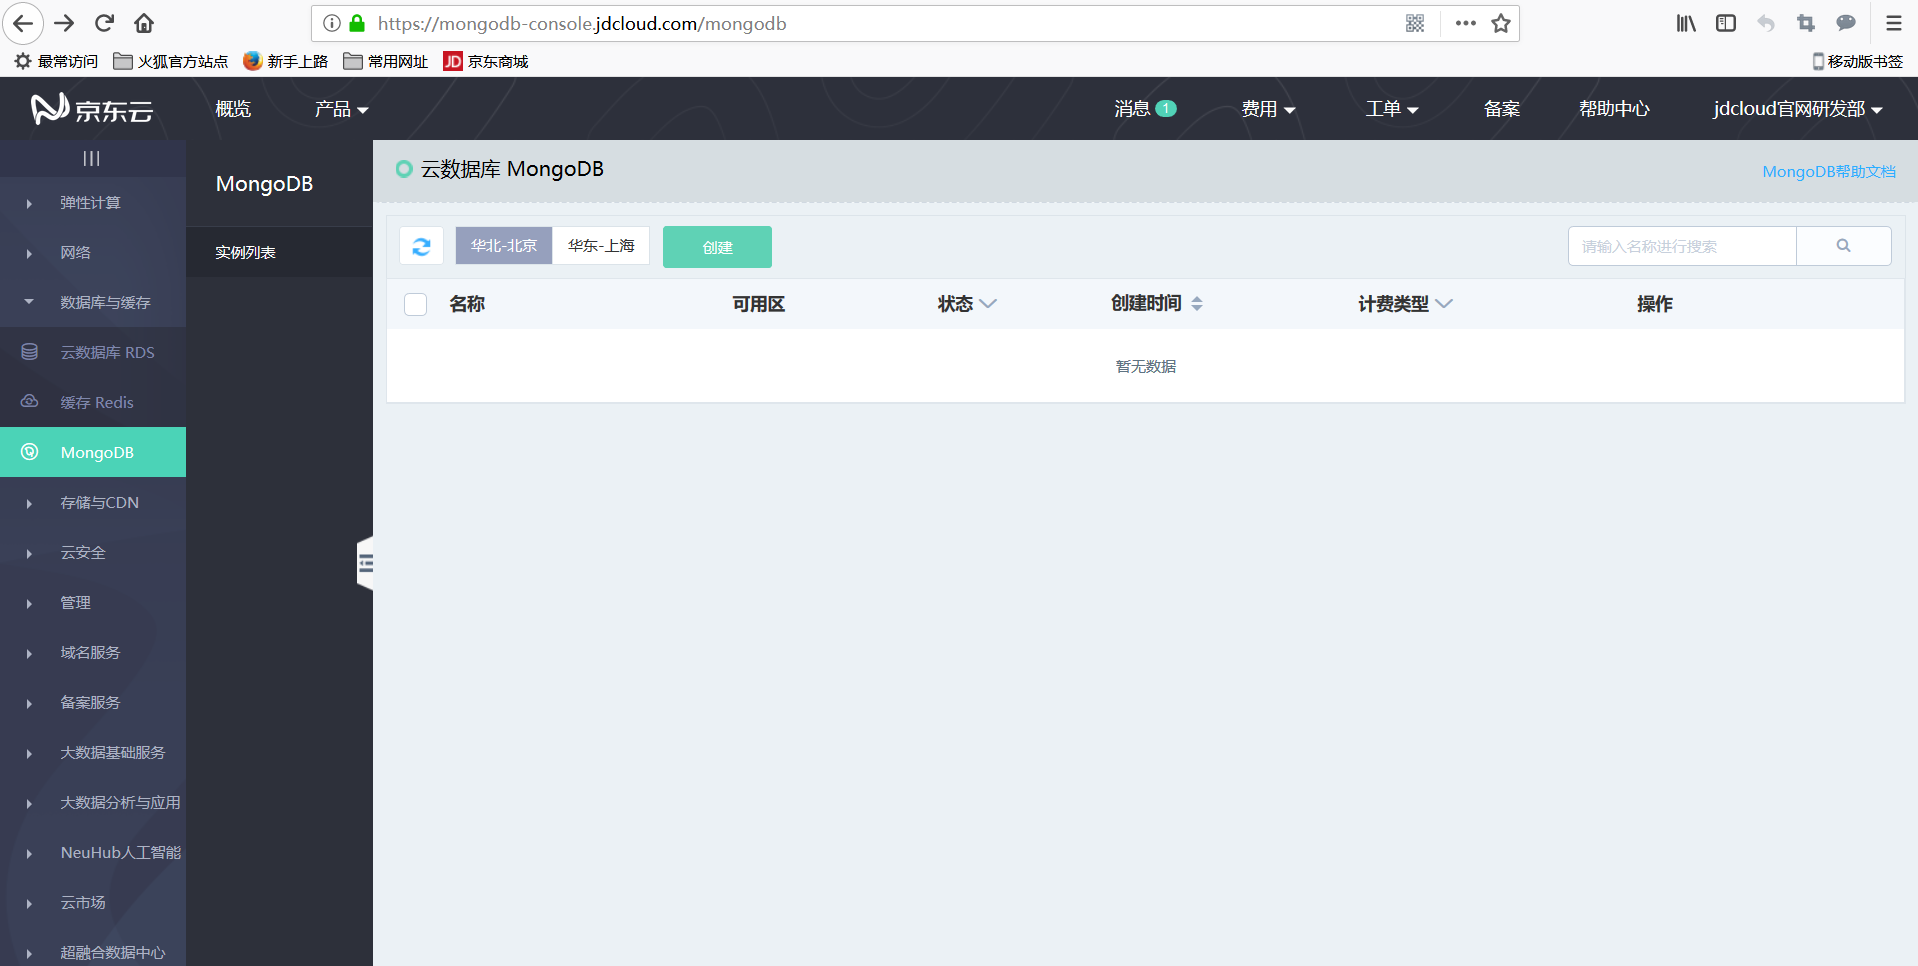 https://mongodb-console.jdcloud.com/mongodb
最常访问 火狐官方站点 新手上路 常用网址 JD 京东商城 移动版书签
京东云 概览 产品 消息 1 费用 工单 备案 帮助中心 jdcloud官网研发部
弹性计算
网络
数据库与缓存
云数据库 RDS
缓存 Redis
MongoDB
存储与CDN
云安全
管理
域名服务
备案服务
大数据基础服务
大数据分析与应用
NeuHub人工智能
云市场
超融合数据中心
MongoDB
实例列表
云数据库 MongoDB
MongoDB帮助文档
华北-北京 华东-上海 创建 请输入名称进行搜索
名称 可用区 状态 创建时间 计费类型 操作
暂无数据